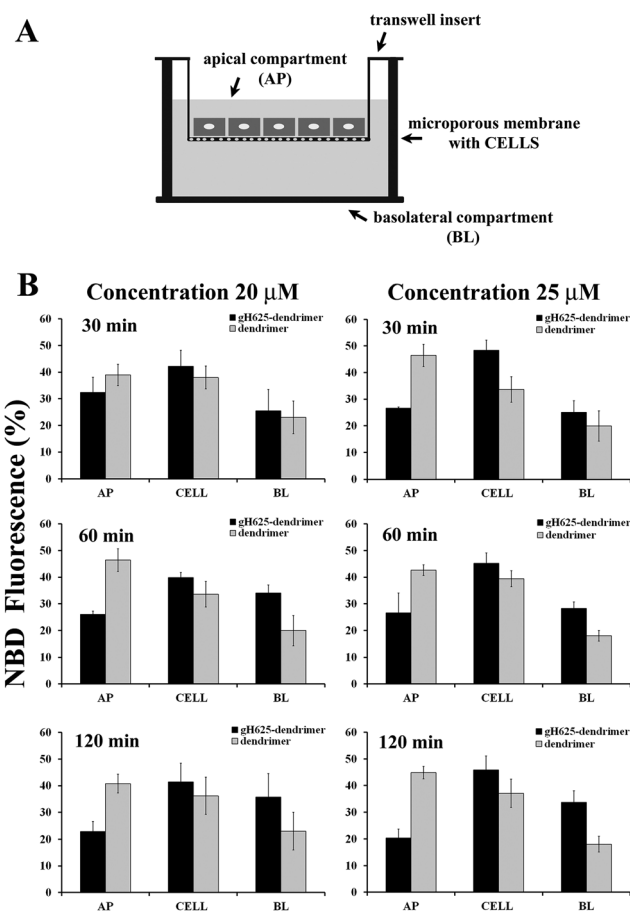 A
transwell insert
apical compartment
(AP)
microporous membrane
with CELLS
basolateral compartment
(BL)
B
Concentration 20 µM
Concentration 25 µM
NBD Fluorescence (%)
30 min
gH625-dendrimer
dendrimer
60
50
40
30
20
10
0
AP CELL BL
30 min
gH625-dendrimer
dendrimer
60
50
40
30
20
10
0
AP CELL BL
60 min
gH625-dendrimer
dendrimer
60
50
40
30
20
10
0
AP CELL BL
60 min
gH625-dendrimer
dendrimer
60
50
40
30
20
10
0
AP CELL BL
120 min
gH625-dendrimer
dendrimer
60
50
40
30
20
10
0
AP CELL BL
120 min
gH625-dendrimer
dendrimer
60
50
40
30
20
10
0
AP CELL BL